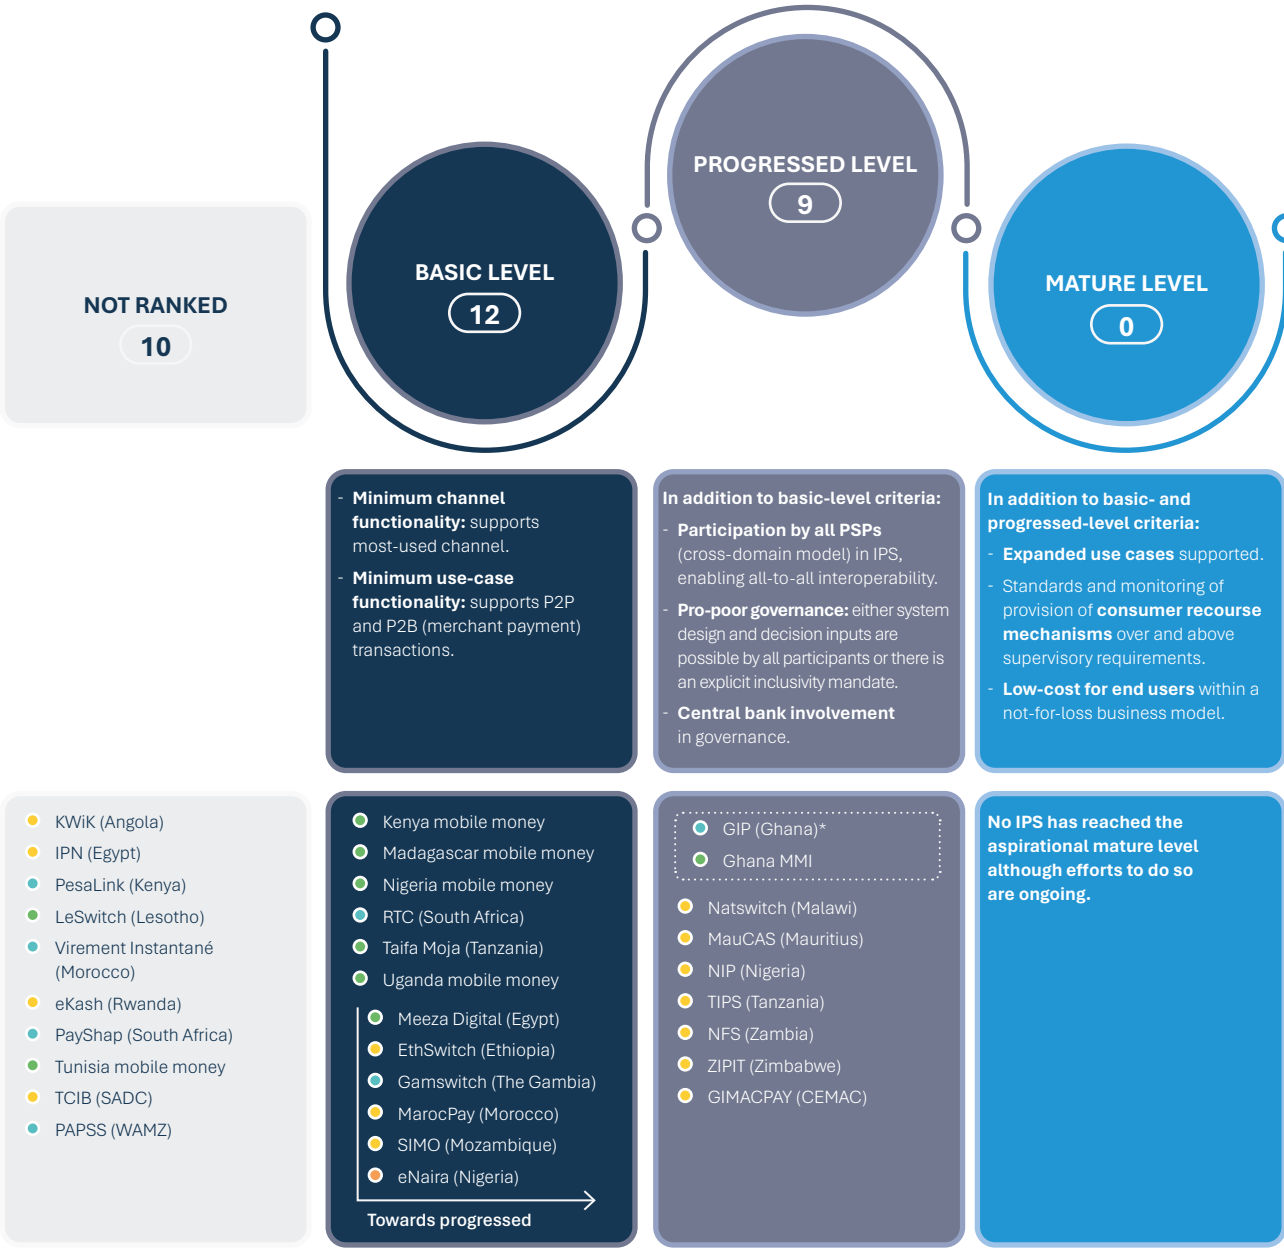 NOT RANKED
10
BASIC LEVEL
12
PROGRESSED LEVEL
9
MATURE LEVEL
0
- Minimum channel
functionality: supports
most-used channel.
- Minimum use-case
functionality: supports P2P
and P2B (merchant payment)
transactions.
In addition to basic-level criteria:
- Participation by all PSPs
(cross-domain model) in IPS,
enabling all-to-all interoperability.
- Pro-poor governance: either system
design and decision inputs are
possible by all participants or there is
an explicit inclusivity mandate.
- Central bank involvement
in governance.
In addition to basic- and
progressed-level criteria:
- Expanded use cases supported.
- Standards and monitoring of
provision of consumer recourse
mechanisms over and above
supervisory requirements.
- Low-cost for end users within a
not-for-loss business model.
KWiK (Angola)
IPN (Egypt)
PesaLink (Kenya)
LeSwitch (Lesotho)
Virement Instantané
(Morocco)
eKash (Rwanda)
PayShap (South Africa)
Tunisia mobile money
TCIB (SADC)
PAPSS (WAMZ)
Kenya mobile money
Madagascar mobile money
Nigeria mobile money
RTC (South Africa)
Taifa Moja (Tanzania)
Uganda mobile money
Meeza Digital (Egypt)
EthSwitch (Ethiopia)
Gamswitch (The Gambia)
MarocPay (Morocco)
SIMO (Mozambique)
eNaira (Nigeria)
Towards progressed
GIP (Ghana)*
Ghana MMI
Natswitch (Malawi)
MauCAS (Mauritius)
NIP (Nigeria)
TIPS (Tanzania)
NFS (Zambia)
ZIPIT (Zimbabwe)
GIMACPAY (CEMAC)
No IPS has reached the
aspirational mature level
although efforts to do so
are ongoing.